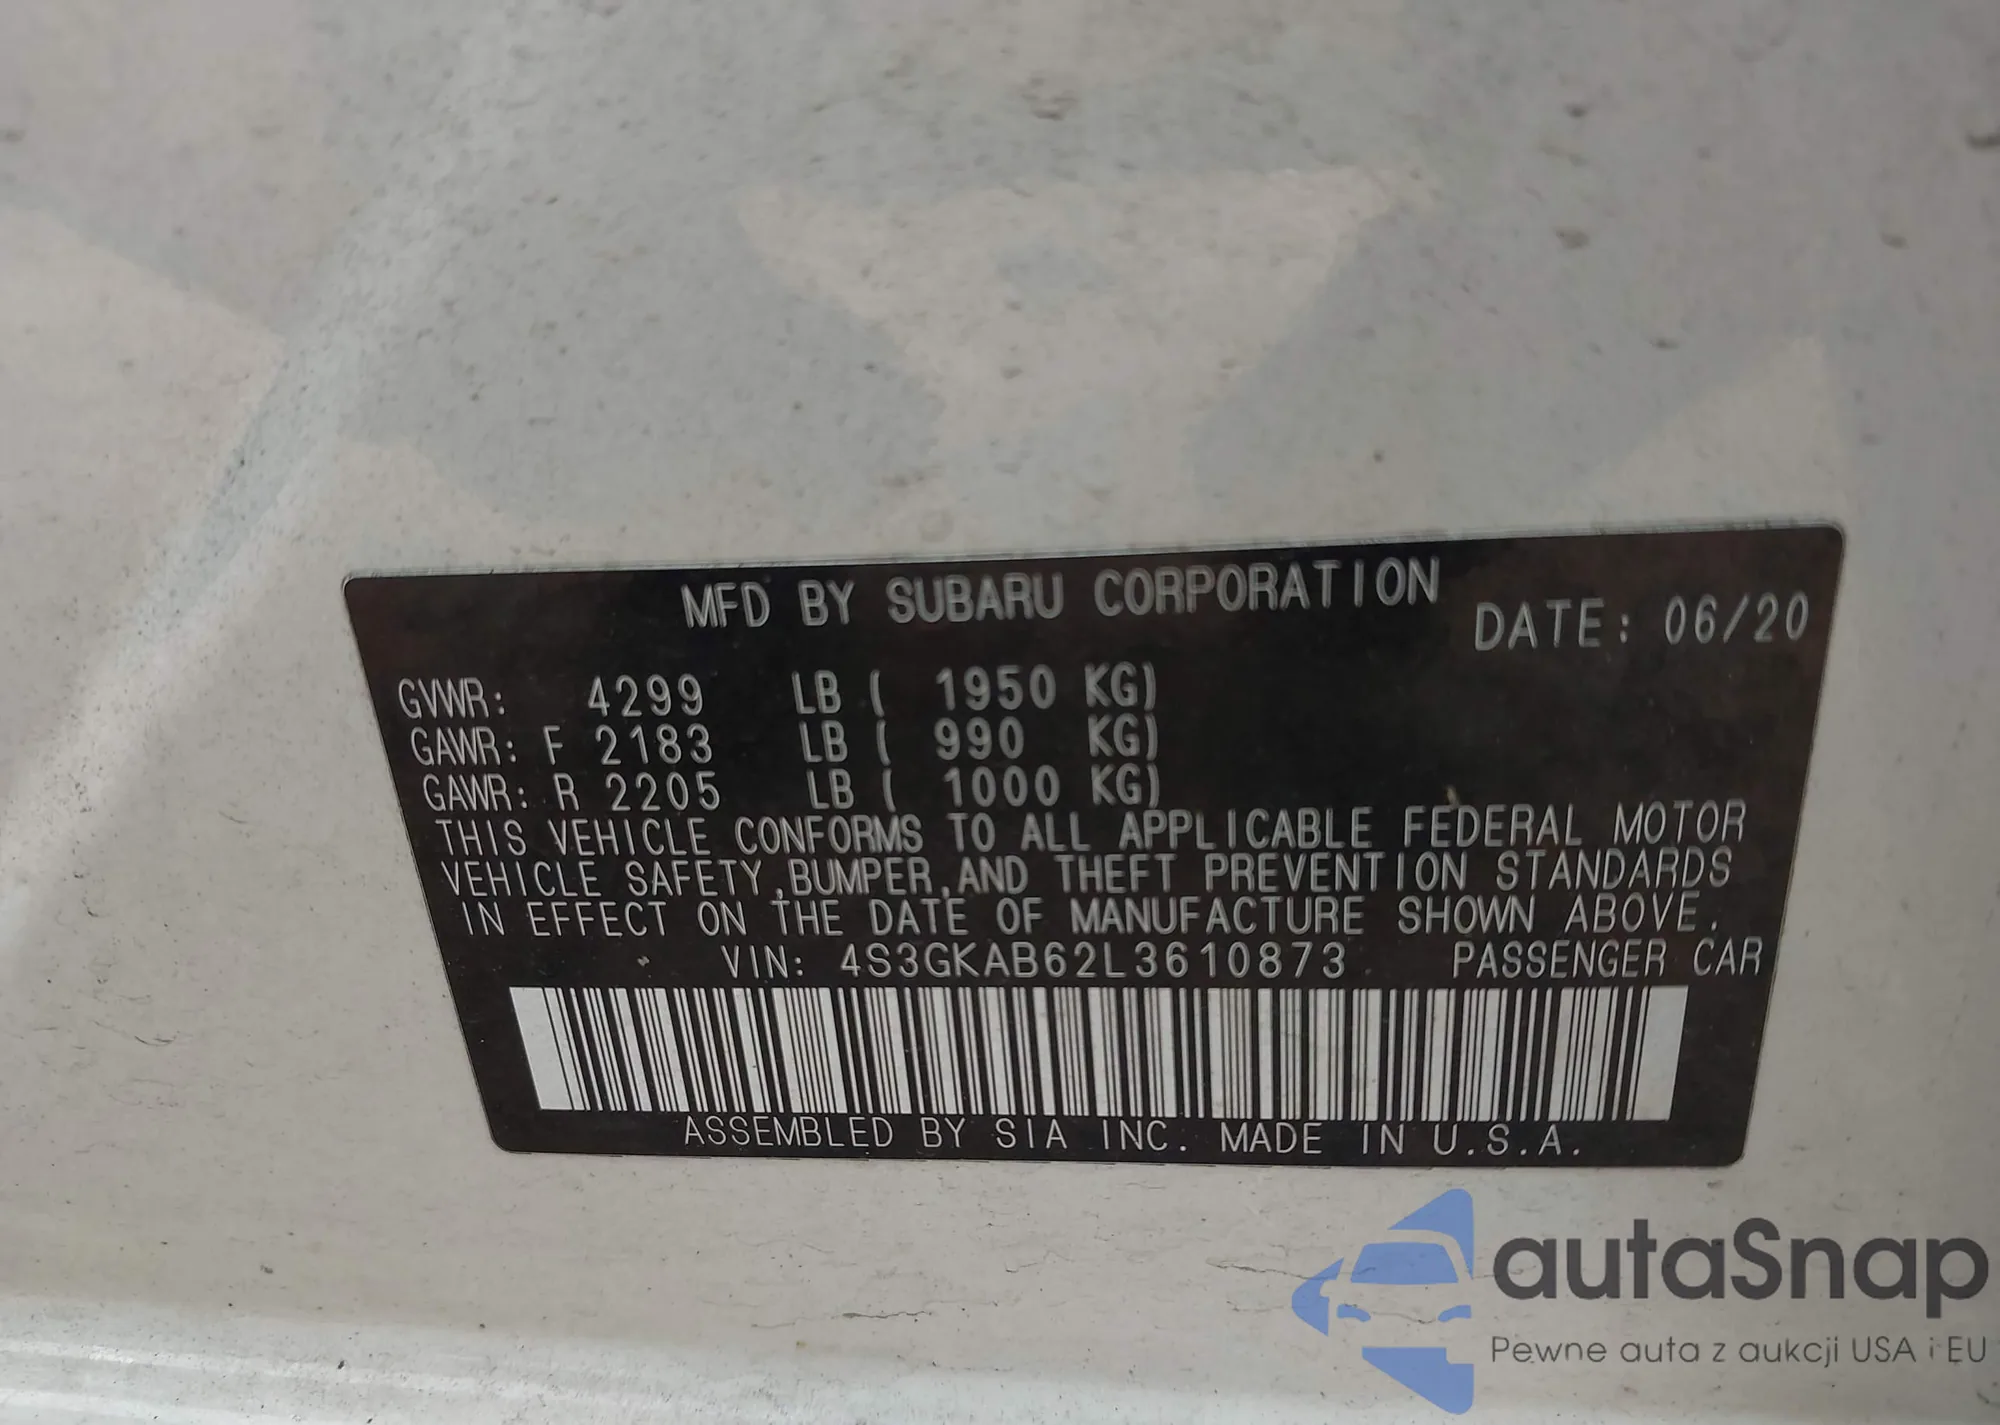 MFD BY SUBARU CORPORATION DATE: 06/20
GVWR: 4299 LB ( 1950 KG)
GAWR: F 2183 LB ( 990 KG)
GAWR: R 2205 LB ( 1000 KG)
THIS VEHICLE CONFORMS TO ALL APPLICABLE FEDERAL MOTOR
VEHICLE SAFETY,BUMPER,AND THEFT PREVENTION STANDARDS
IN EFFECT ON THE DATE OF MANUFACTURE SHOWN ABOVE.
VIN: 4S3GKAB62L3610873 PASSENGER CAR
ASSEMBLED BY SIA INC. MADE IN U.S.A.
autaSnap
Pewne auta z aukcji USA i EU